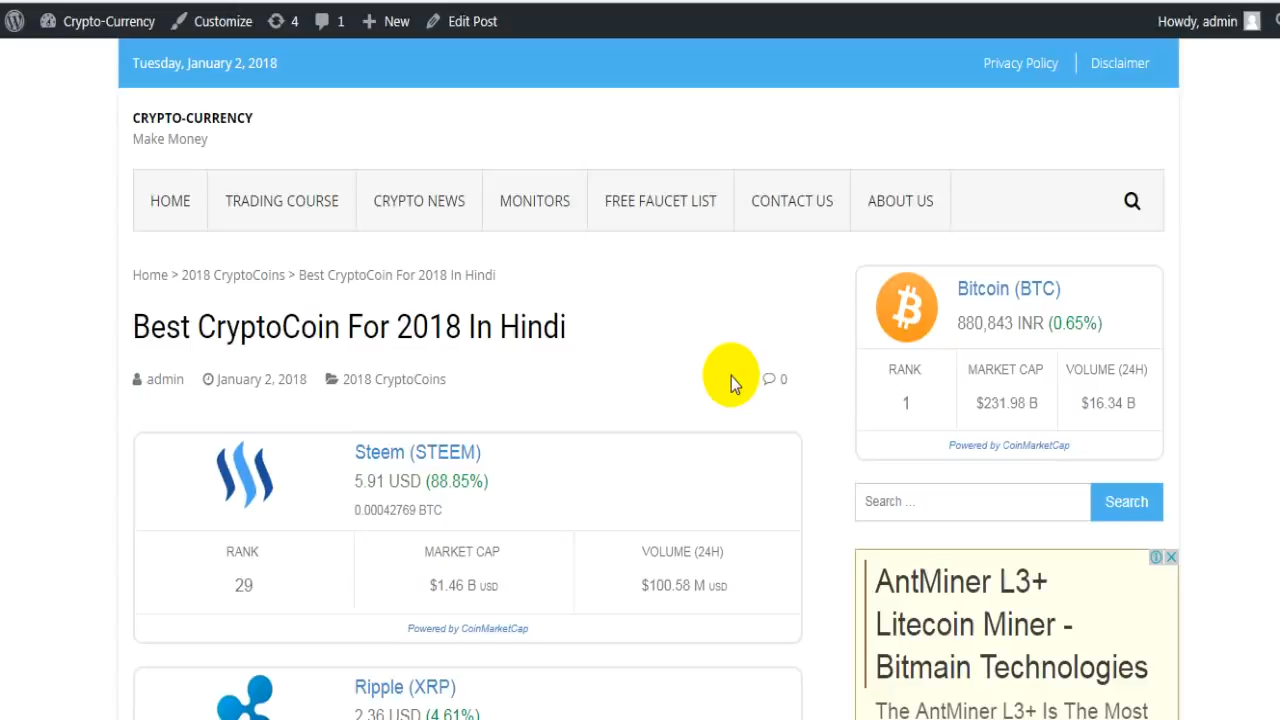 Crypto-Currency Customize 4 1 New Edit Post Howdy, admin
Tuesday, January 2, 2018 Privacy Policy Disclaimer
CRYPTO-CURRENCY
Make Money
HOME TRADING COURSE CRYPTO NEWS MONITORS FREE FAUCET LIST CONTACT US ABOUT US
Home > 2018 CryptoCoins > Best CryptoCoin For 2018 In Hindi
Best CryptoCoin For 2018 In Hindi
admin January 2, 2018 2018 CryptoCoins 0
Steem (STEEM)
5.91 USD (88.85%)
0.00042769 BTC
RANK MARKET CAP VOLUME (24H)
29 $1.46 B USD $100.58 M USD
Powered by CoinMarketCap
Ripple (XRP)
2.36 USD (4.61%)
Bitcoin (BTC)
880,843 INR (0.65%)
RANK MARKET CAP VOLUME (24H)
1 $231.98 B $16.34 B
Powered by CoinMarketCap
Search ... Search
AntMiner L3+
Litecoin Miner -
Bitmain Technologies
The AntMiner L3+ Is The Most